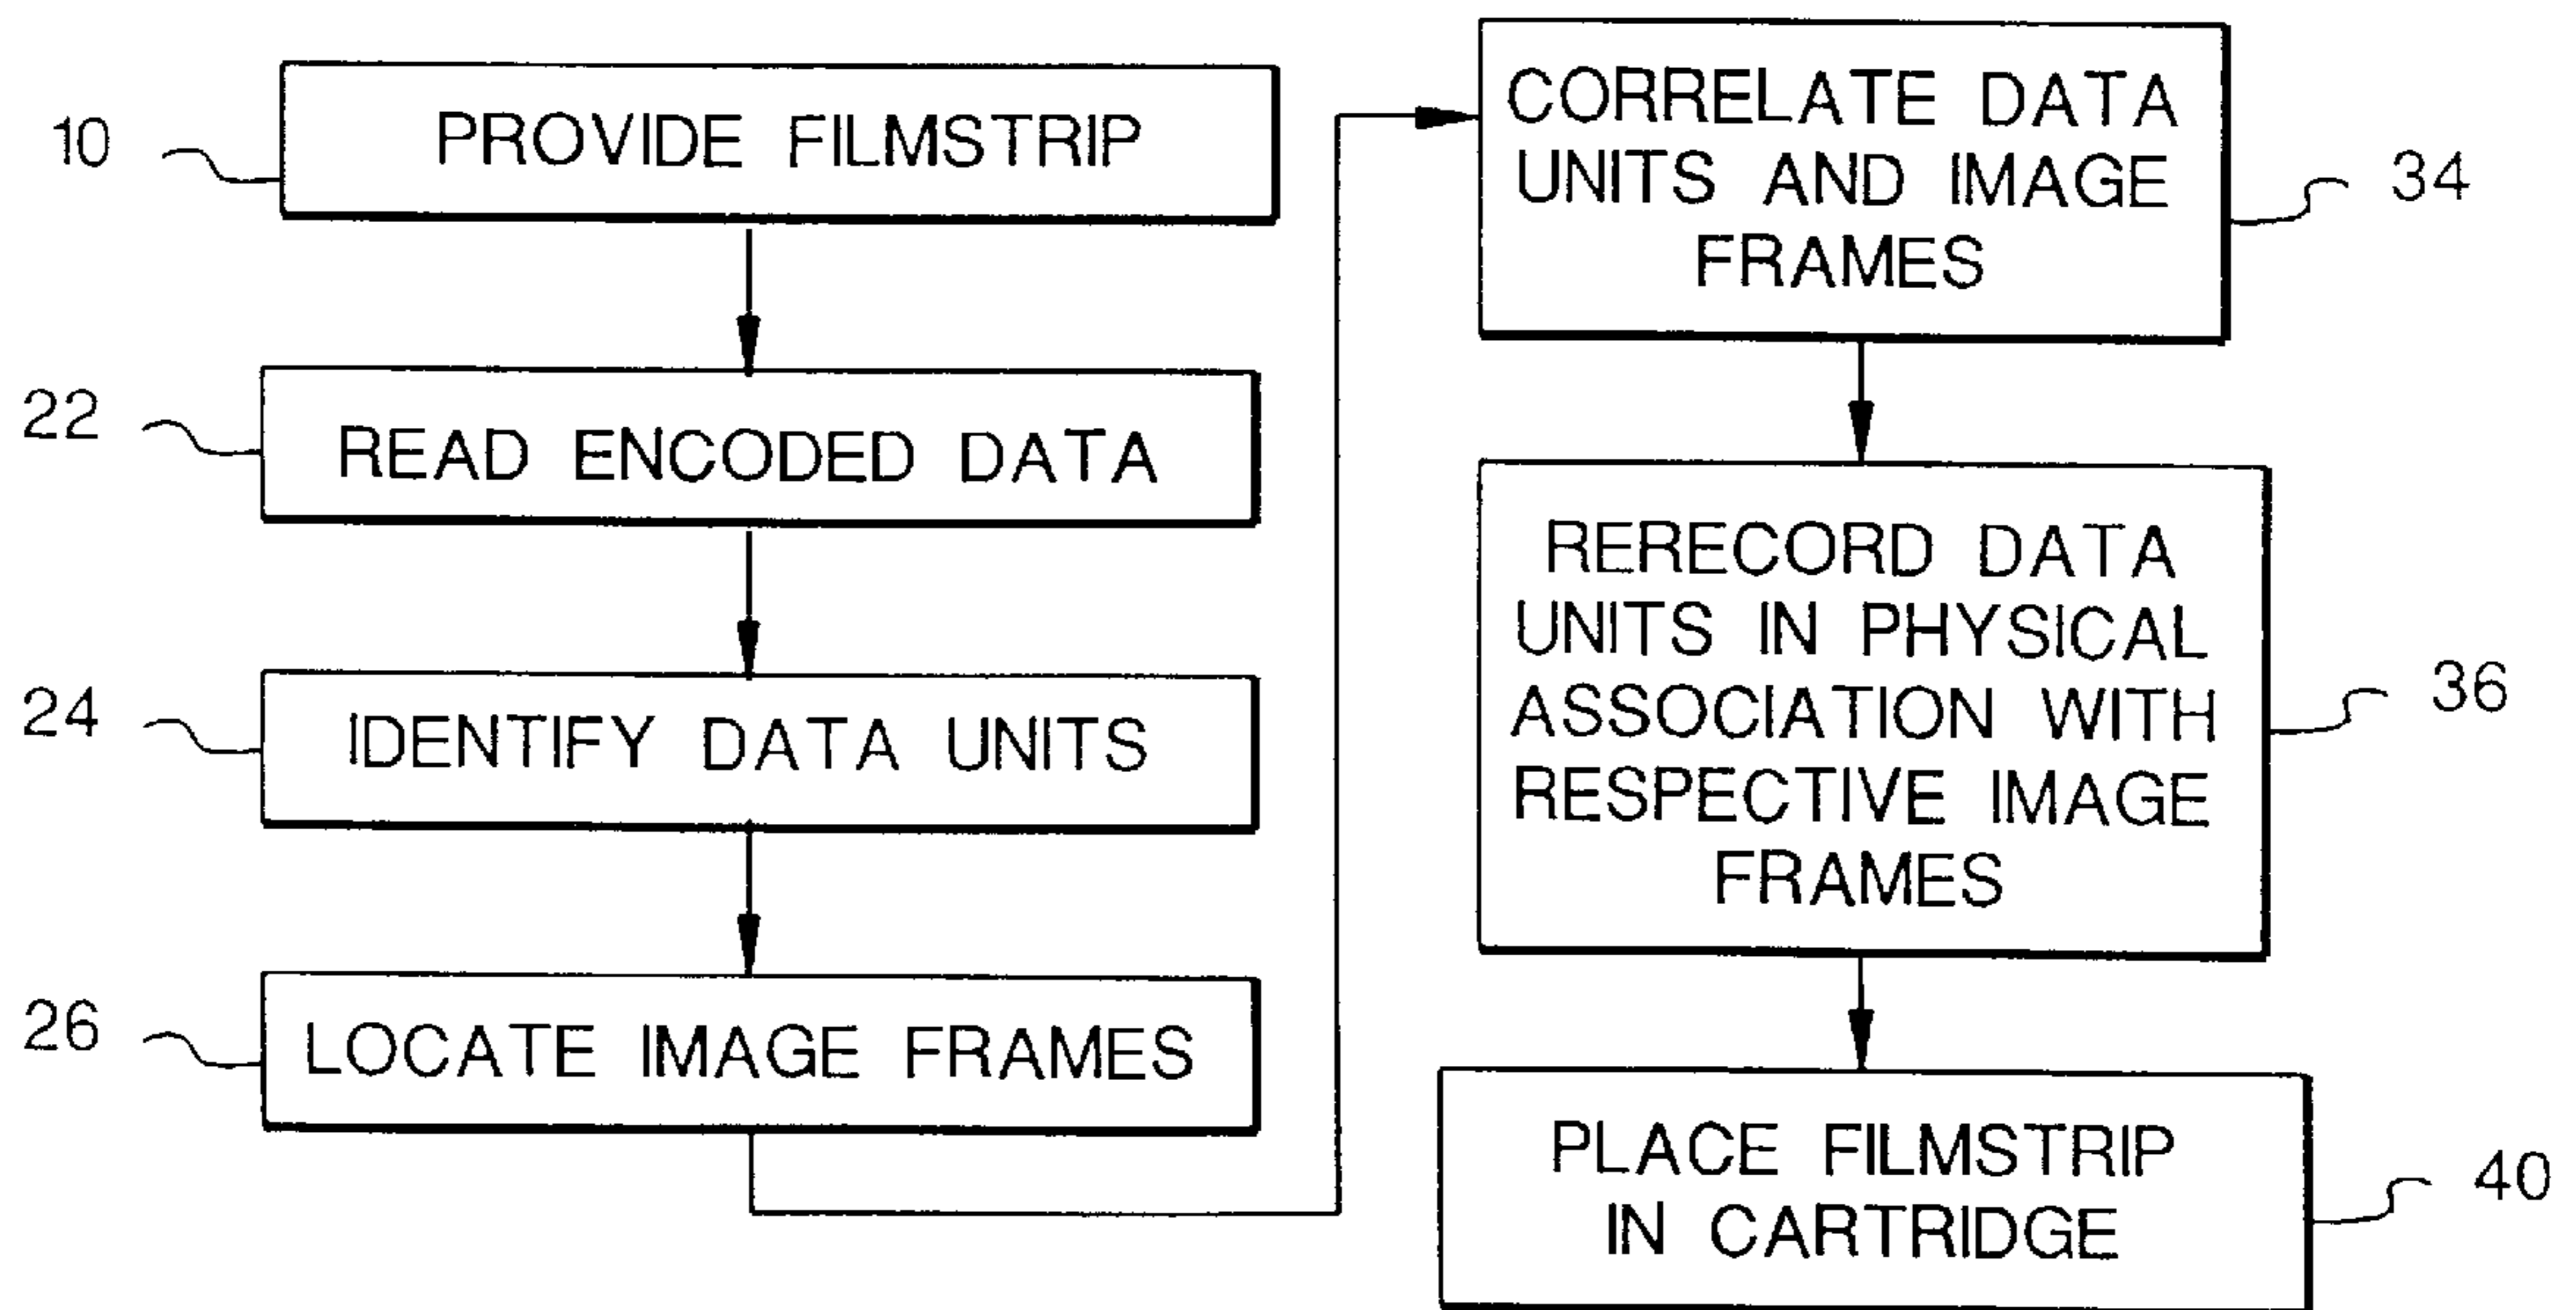 10
PROVIDE FILMSTRIP
22
READ ENCODED DATA
24
IDENTIFY DATA UNITS
26
LOCATE IMAGE FRAMES
CORRELATE DATA
UNITS AND IMAGE
FRAMES
34
RERECORD DATA
UNITS IN PHYSICAL
ASSOCIATION WITH
RESPECTIVE IMAGE
FRAMES
36
PLACE FILMSTRIP
IN CARTRIDGE
40